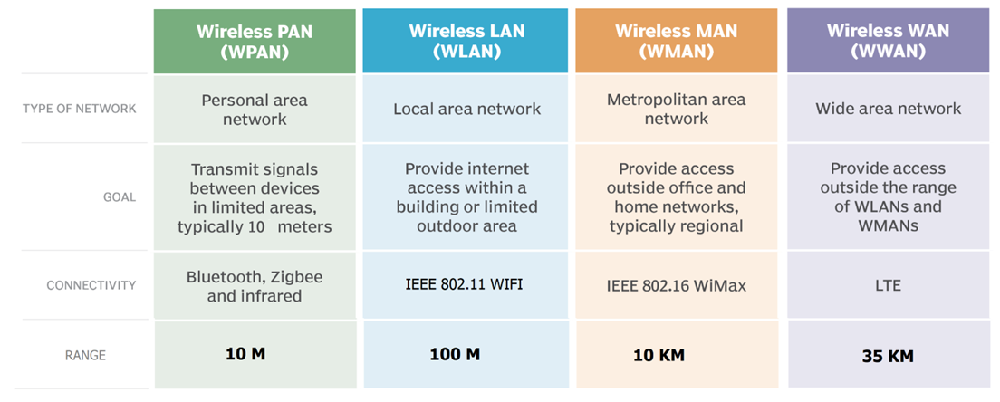 Wireless PAN
(WPAN)
Wireless LAN
(WLAN)
Wireless MAN
(WMAN)
Wireless WAN
(WWAN)
TYPE OF NETWORK
Personal area
network
Local area network
Metropolitan area
network
Wide area network
GOAL
Transmit signals
between devices
in limited areas,
typically 10 meters
Provide internet
access within a
building or limited
outdoor area
Provide access
outside office and
home networks,
typically regional
Provide access
outside the range
of WLANs and
WMANs
CONNECTIVITY
Bluetooth, Zigbee
and infrared
IEEE 802.11 WIFI
IEEE 802.16 WiMax
LTE
RANGE
10 M
100 M
10 KM
35 KM